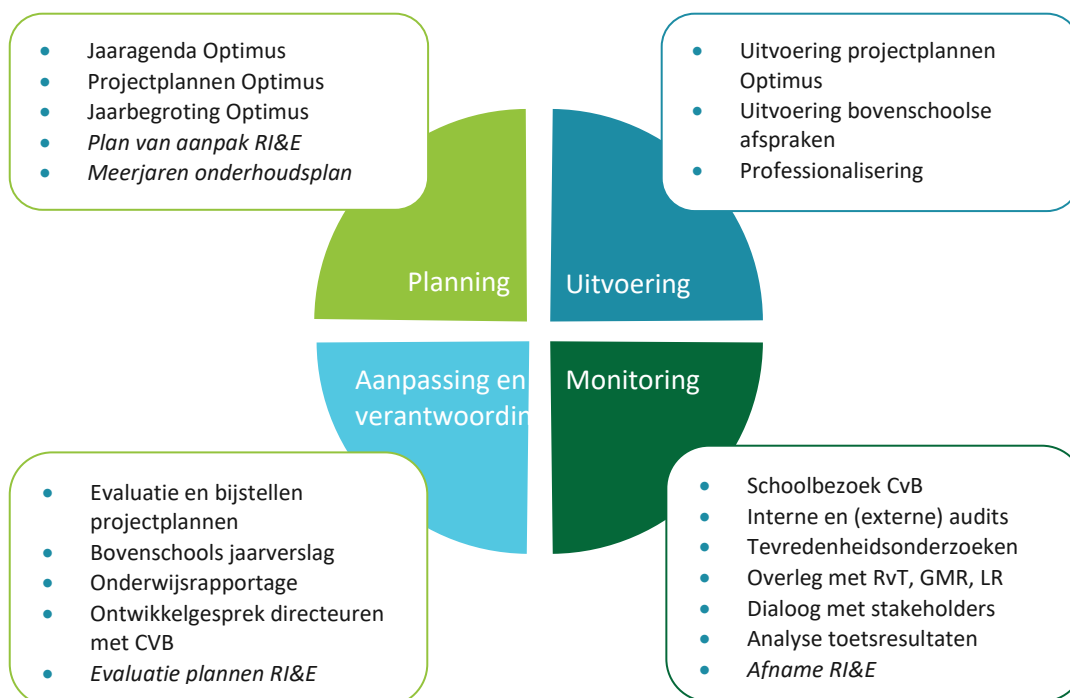 Jaaragenda Optimus
Projectplannen Optimus
Jaarbegroting Optimus
Plan van aanpak RI&E
Meerjaren onderhoudsplan
Uitvoering projectplannen
Optimus
Uitvoering bovenschoolse
afspraken
Professionalisering
Planning
Uitvoering
Aanpassing en
verantwoordin
Monitoring
Evaluatie en bijstellen
projectplannen
Bovenschools jaarverslag
Onderwijsrapportage
Ontwikkelgesprek directeuren
met CVB
Evaluatie plannen RI&E
Schoolbezoek CvB
Interne en (externe) audits
Tevredenheidsonderzoeken
Overleg met RvT, GMR, LR
Dialoog met stakeholders
Analyse toetsresultaten
Afname RI&E